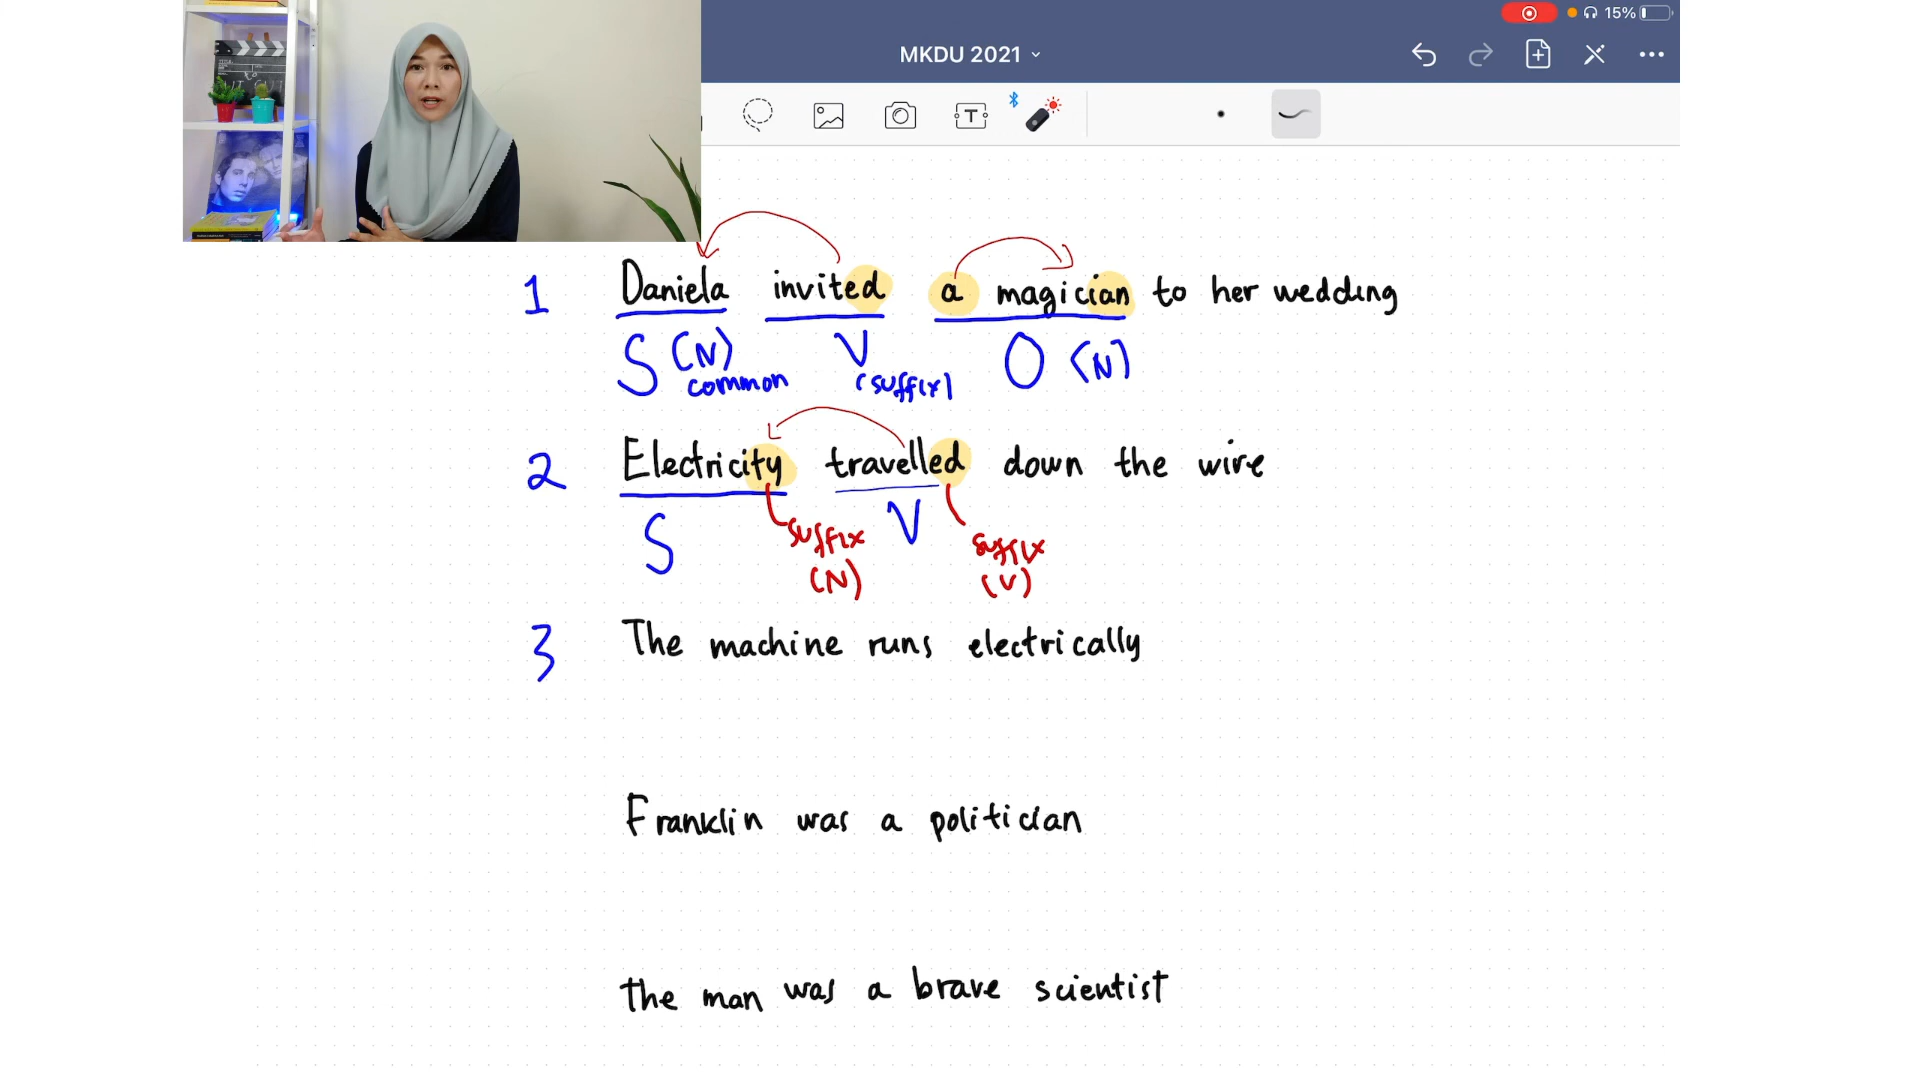 15%
MKDU 2021
T
1 Daniela invited a magician to her wedding
S (N) V O (N)
common (suffix)
2 Electricity travelled down the wire
S suffix V suffix
(N) (V)
3 The machine runs electrically
Franklin was a politician
the man was a brave scientist